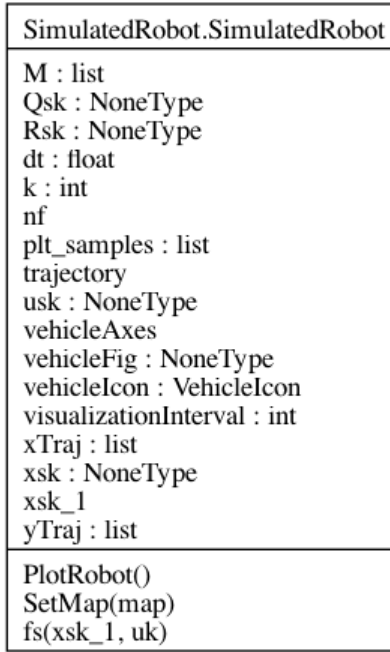 SimulatedRobot.SimulatedRobot
M : list
Qsk : NoneType
Rsk : NoneType
dt : float
k : int
nf
plt_samples : list
trajectory
usk : NoneType
vehicleAxes
vehicleFig : NoneType
vehicleIcon : VehicleIcon
visualizationInterval : int
xTraj : list
xsk : NoneType
xsk_1
yTraj : list
PlotRobot()
SetMap(map)
fs(xsk_1, uk)